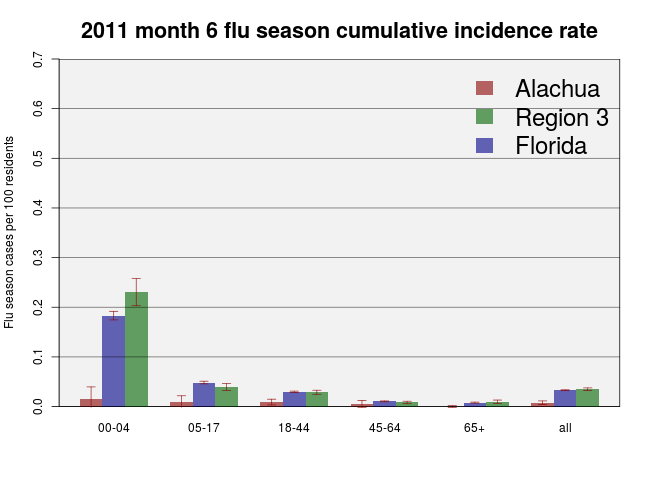 2011 month 6 flu season cumulative incidence rate
Flu season cases per 100 residents
0.7
0.6
0.5
0.4
0.3
0.2
0.1
0.0
Alachua
Region 3
Florida
00-04 05-17 18-44 45-64 65+ all